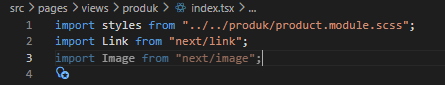 src > pages > views > produk > index.tsx > ...
1 import styles from "../../produk/product.module.scss";
2 import Link from "next/link";
3 import Image from "next/image";
4